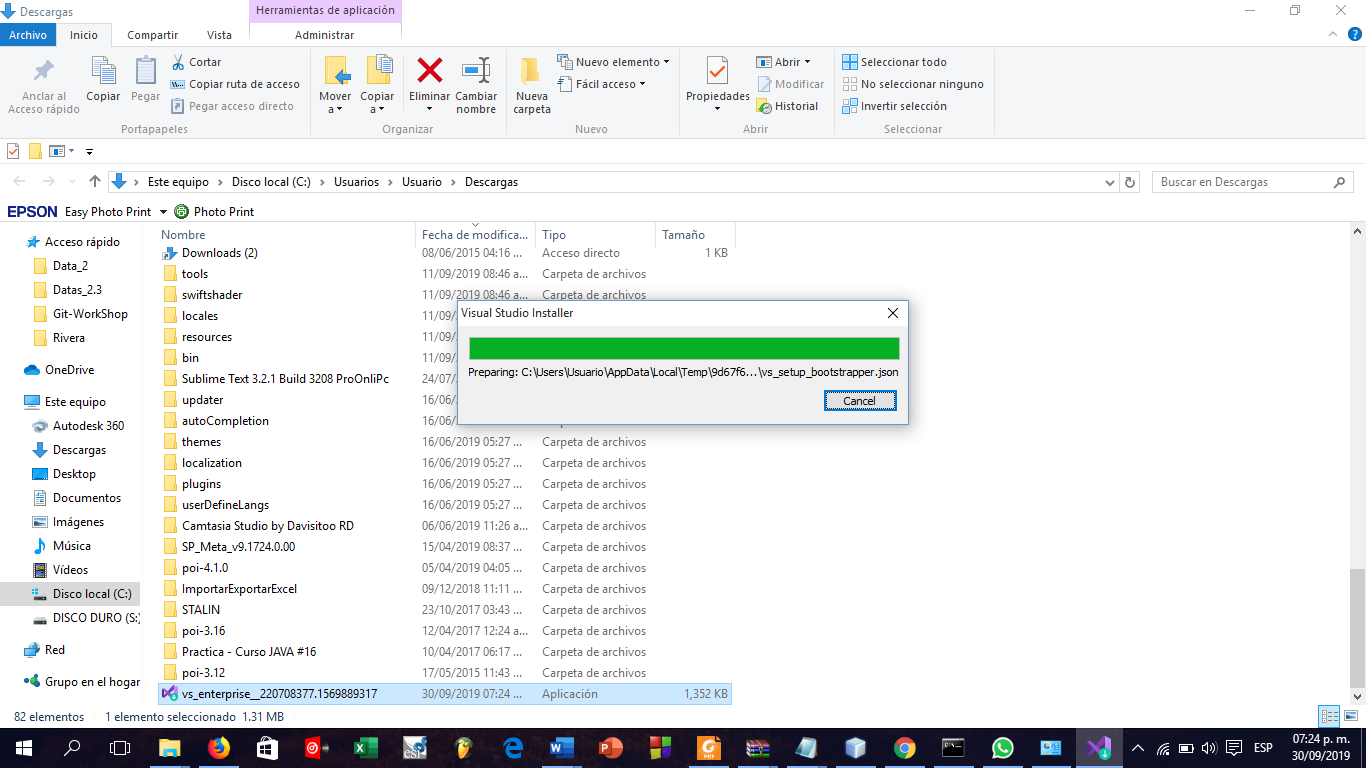 Descargas
Herramientas de aplicación
Archivo Inicio Compartir Vista Administrar
Anclar al Acceso rápido
Copiar
Pegar
Cortar
Copiar ruta de acceso
Pegar acceso directo
Portapapeles
Mover a
Copiar a
Eliminar
Cambiar nombre
Organizar
Nueva carpeta
Nuevo elemento
Fácil acceso
Nuevo
Propiedades
Abrir
Modificar
Historial
Abrir
Seleccionar todo
No seleccionar ninguno
Invertir selección
Seleccionar
Este equipo > Disco local (C:) > Usuarios > Usuario > Descargas
Buscar en Descargas
EPSON Easy Photo Print Photo Print
Acceso rápido
Data_2
Datas_2.3
Git-WorkShop
Rivera
OneDrive
Este equipo
Autodesk 360
Descargas
Desktop
Documentos
Imágenes
Música
Vídeos
Disco local (C:)
DISCO DURO (S:)
Red
Grupo en el hogar
Nombre Fecha de modifica... Tipo Tamaño
Downloads (2) 08/06/2015 04:16 ... Acceso directo 1 KB
tools 11/09/2019 08:46 a... Carpeta de archivos
swiftshader 11/09/2019 08:46 a... Carpeta de archivos
locales 11/09
resources 11/09
bin 11/09
Sublime Text 3.2.1 Build 3208 ProOnliPc 24/07/
updater 16/06
autoCompletion 16/06
themes 16/06/2019 05:27 ... Carpeta de archivos
localization 16/06/2019 05:27 ... Carpeta de archivos
plugins 16/06/2019 05:27 ... Carpeta de archivos
userDefineLangs 16/06/2019 05:27 ... Carpeta de archivos
Camtasia Studio by Davisitoo RD 06/06/2019 11:26 a... Carpeta de archivos
SP_Meta_v9.1724.0.00 15/04/2019 08:37 ... Carpeta de archivos
poi-4.1.0 05/04/2019 04:05 ... Carpeta de archivos
ImportarExportarExcel 09/12/2018 11:11 ... Carpeta de archivos
STALIN 23/10/2017 03:43 ... Carpeta de archivos
poi-3.16 12/04/2017 12:24 a... Carpeta de archivos
Practica - Curso JAVA #16 10/04/2017 06:17 ... Carpeta de archivos
poi-3.12 17/05/2015 11:43 ... Carpeta de archivos
vs_enterprise__220708377.1569889317 30/09/2019 07:24 ... Aplicación 1,352 KB
Visual Studio Installer
Preparing: C:\Users\Usuario\AppData\Local\Temp\9d67f6...\vs_setup_bootstrapper.json
Cancel
82 elementos 1 elemento seleccionado 1.31 MB
ESP
07:24 p. m.
30/09/2019